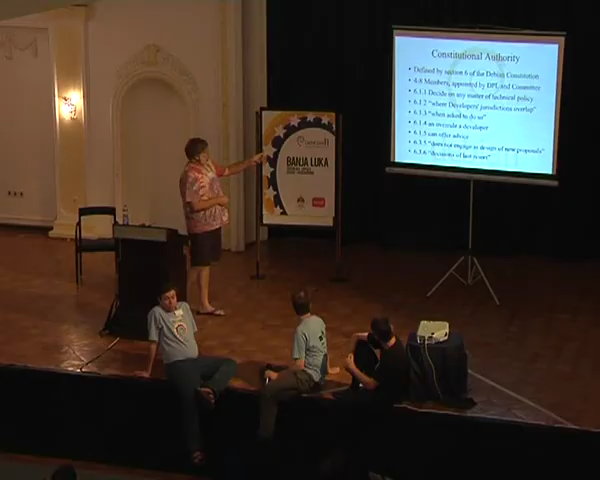 Constitutional Authority
• Defined by section 6 of the Debian Constitution
• 4-8 Members, appointed by DPL and Committee
• 6.1.1 Decide on any matter of technical policy
• 6.1.2 "where Developers' jurisdictions overlap"
• 6.1.3 "when asked to do so"
• 6.1.4 can override a developer
• 6.1.5 can offer advice
• 6.3.5 "does not engage in design of new proposals"
• 6.3.6 "decisions of last resort"
BANJA LUKA